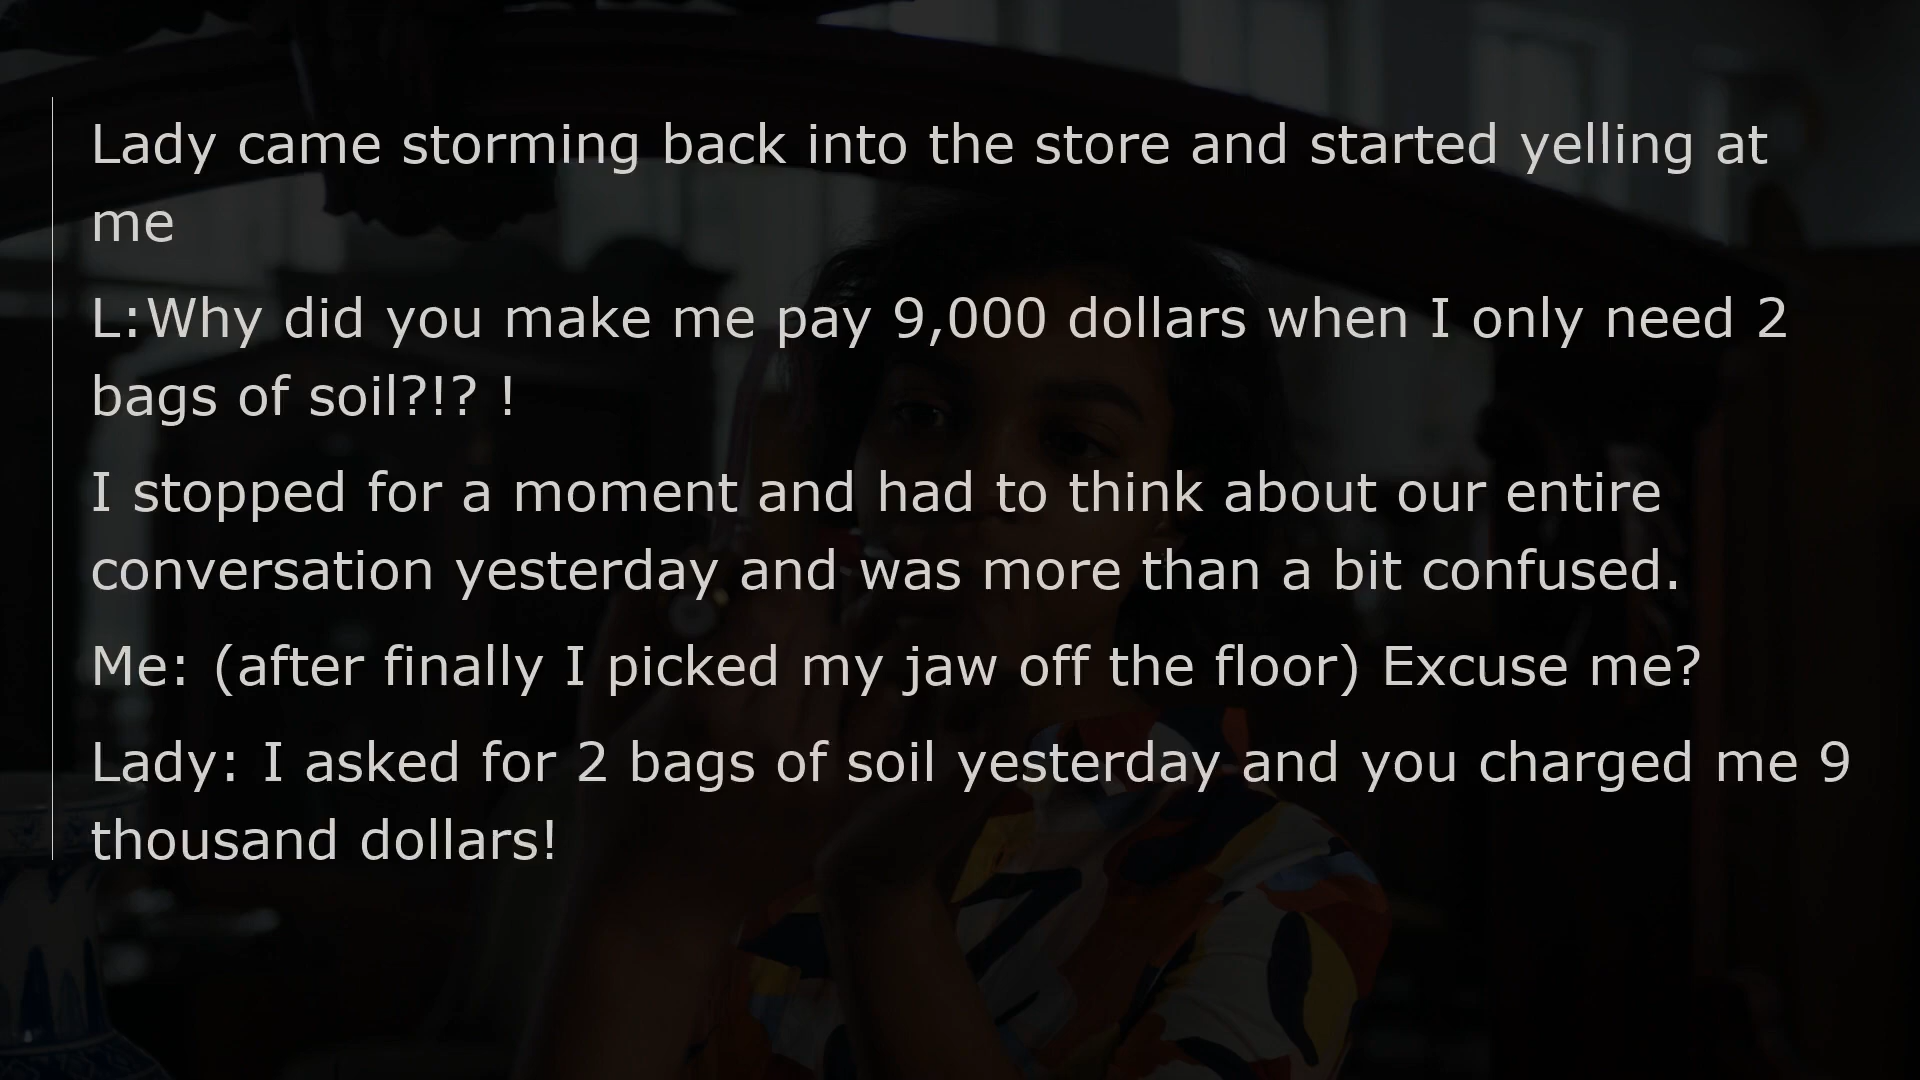 Lady came storming back into the store and started yelling at
me
L:Why did you make me pay 9,000 dollars when I only need 2
bags of soil?!? !
I stopped for a moment and had to think about our entire
conversation yesterday and was more than a bit confused.
Me: (after finally I picked my jaw off the floor) Excuse me?
Lady: I asked for 2 bags of soil yesterday and you charged me 9
thousand dollars!